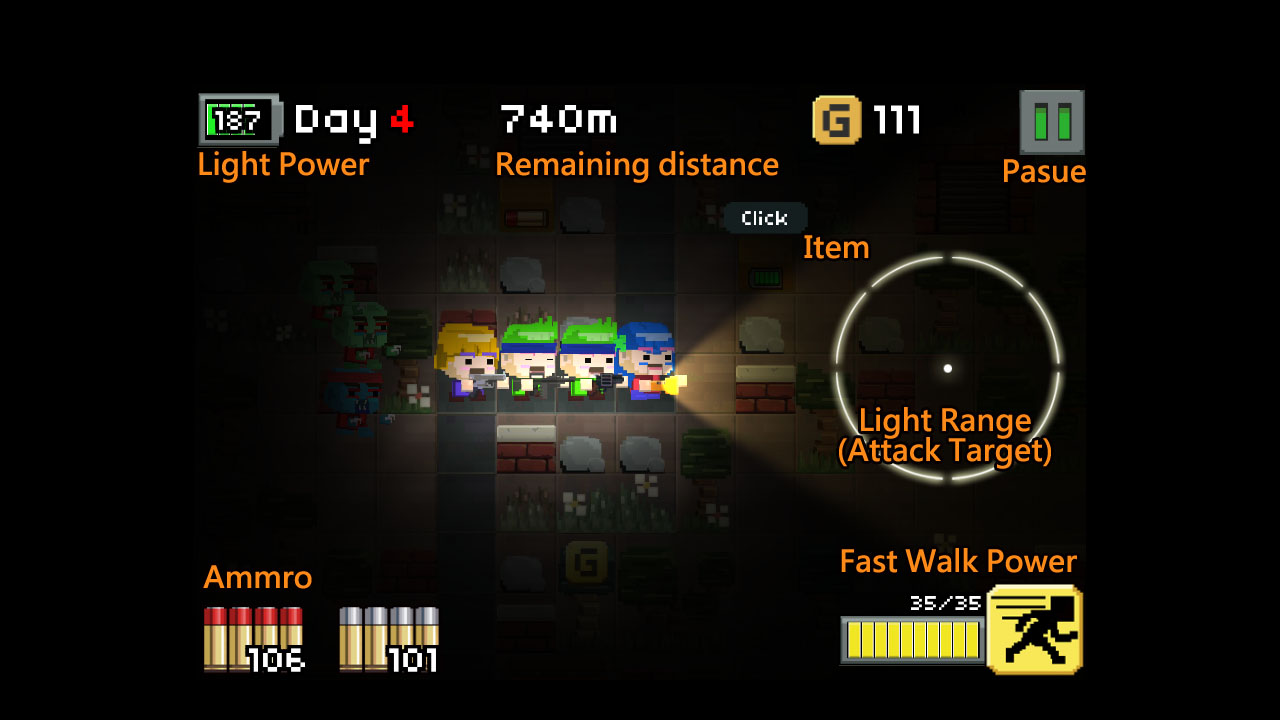 187 Day 4 740m G 111
Light Power Remaining distance Pasue
Click
Item
Light Range
(Attack Target)
G
Fast Walk Power
Ammro
35/35
106 101